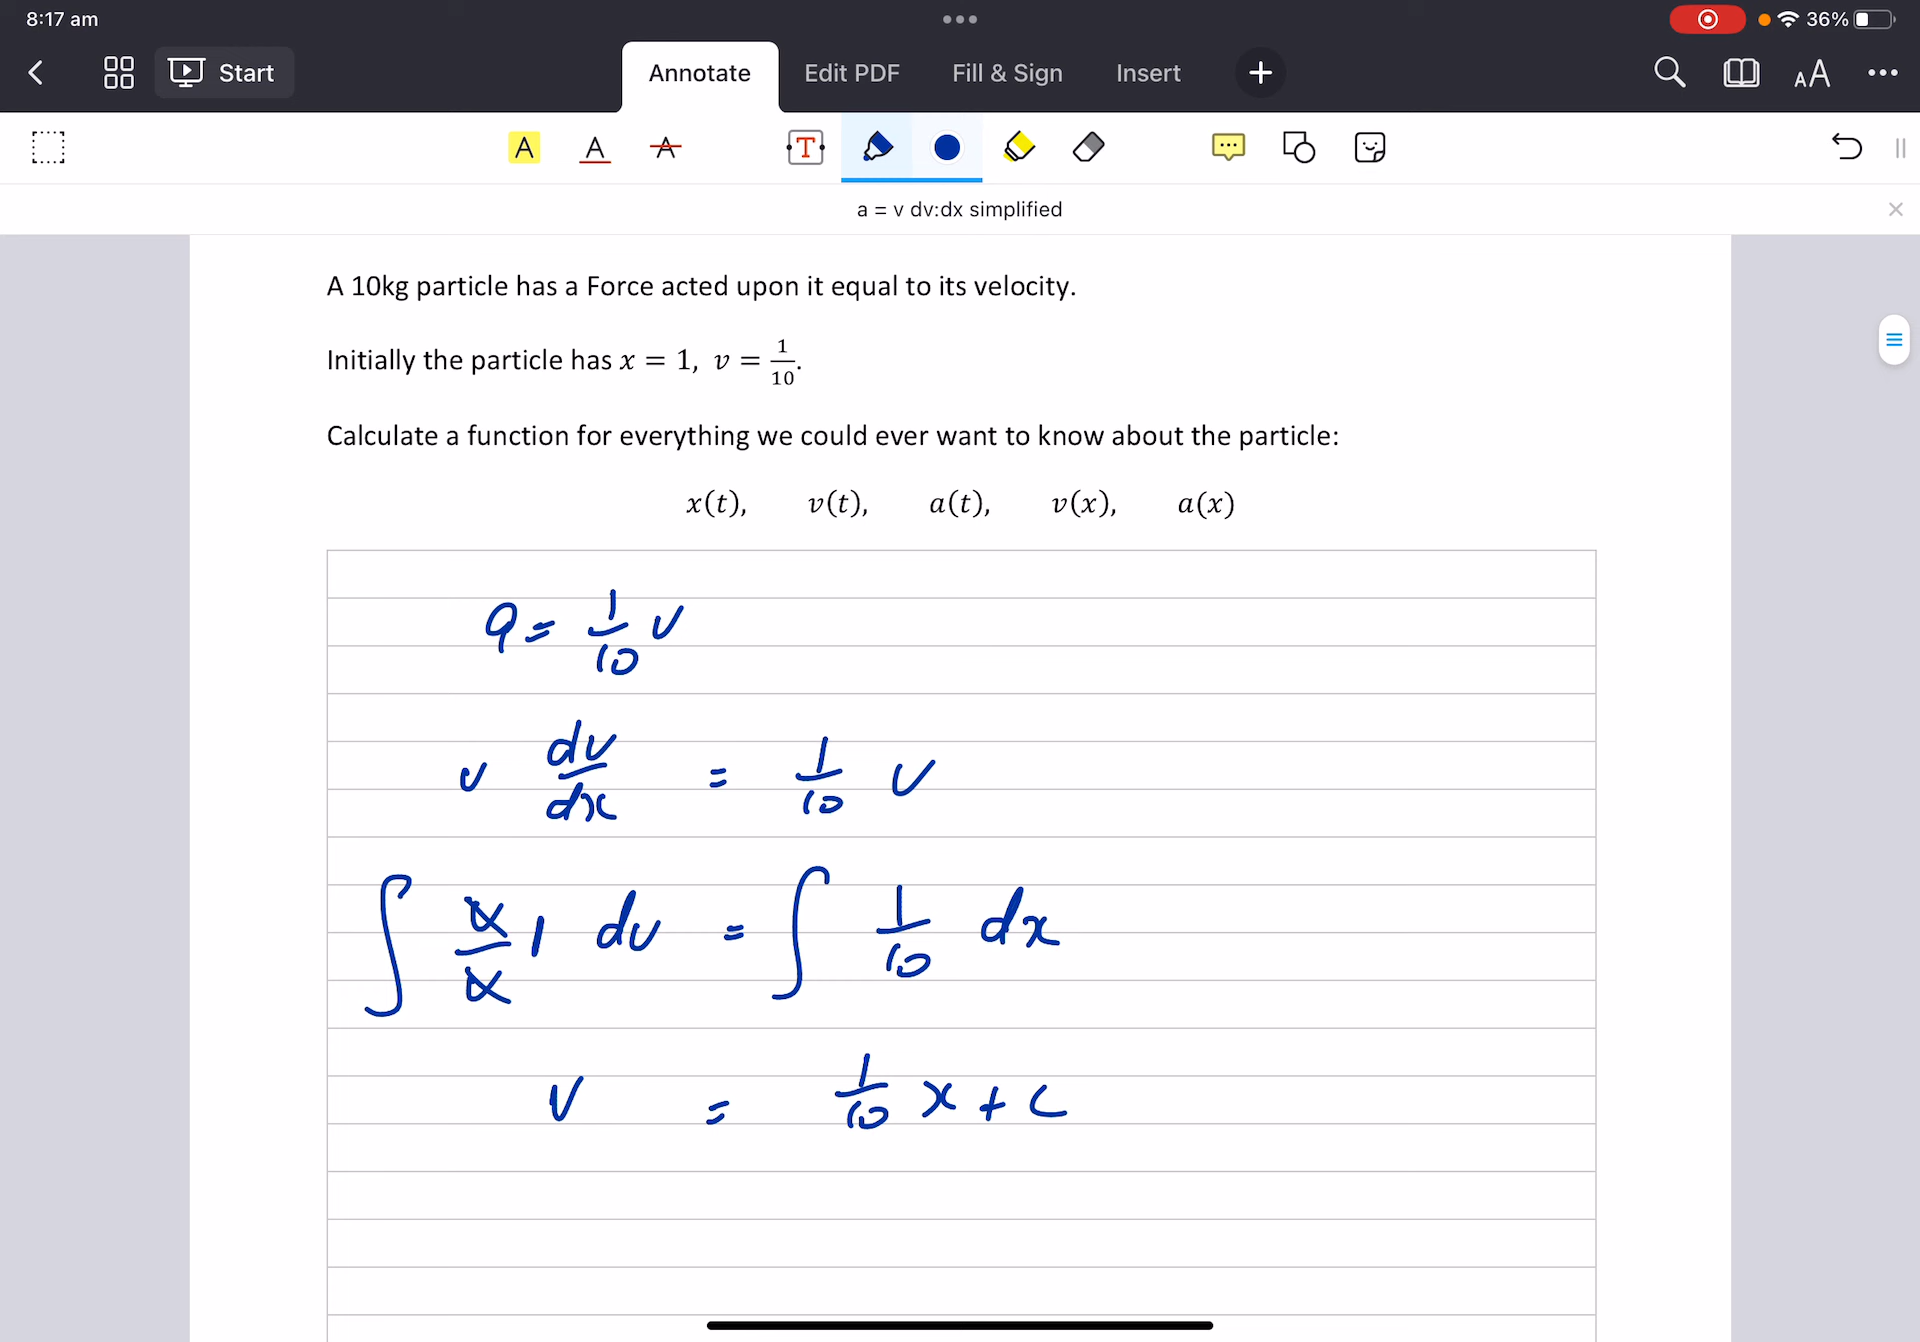 8:17 am
36%
Start
Annotate
Edit PDF
Fill & Sign
Insert
a = v dv:dx simplified
A 10kg particle has a Force acted upon it equal to its velocity.
Initially the particle has x = 1, v = 1/10.
Calculate a function for everything we could ever want to know about the particle:
x(t), v(t), a(t), v(x), a(x)
a = 1/10 v
v dv/dx = 1/10 v
∫ v/v 1 dv = ∫ 1/10 dx
v = 1/10 x + c